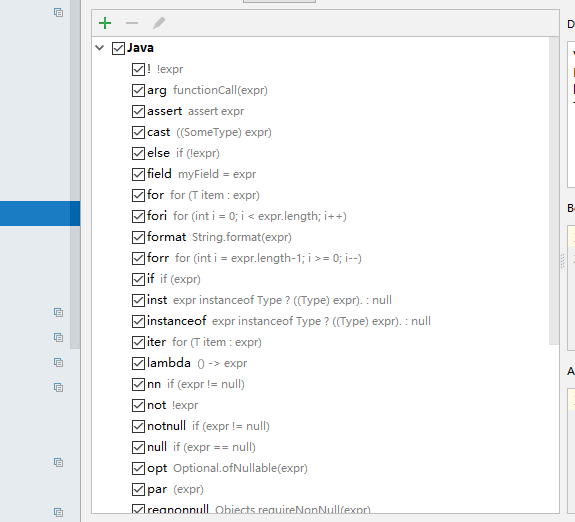 Java
! !expr
arg functionCall(expr)
assert assert expr
cast ((SomeType) expr)
else if (!expr)
field myField = expr
for for (T item : expr)
fori for (int i = 0; i < expr.length; i++)
format String.format(expr)
forr for (int i = expr.length-1; i >= 0; i--)
if if (expr)
inst expr instanceof Type ? ((Type) expr). : null
instanceof expr instanceof Type ? ((Type) expr). : null
iter for (T item : expr)
lambda () -> expr
nn if (expr != null)
not !expr
notnull if (expr != null)
null if (expr == null)
opt Optional.ofNullable(expr)
par (expr)
reqnonnull Objects.requireNonNull(expr)
D
Be
A